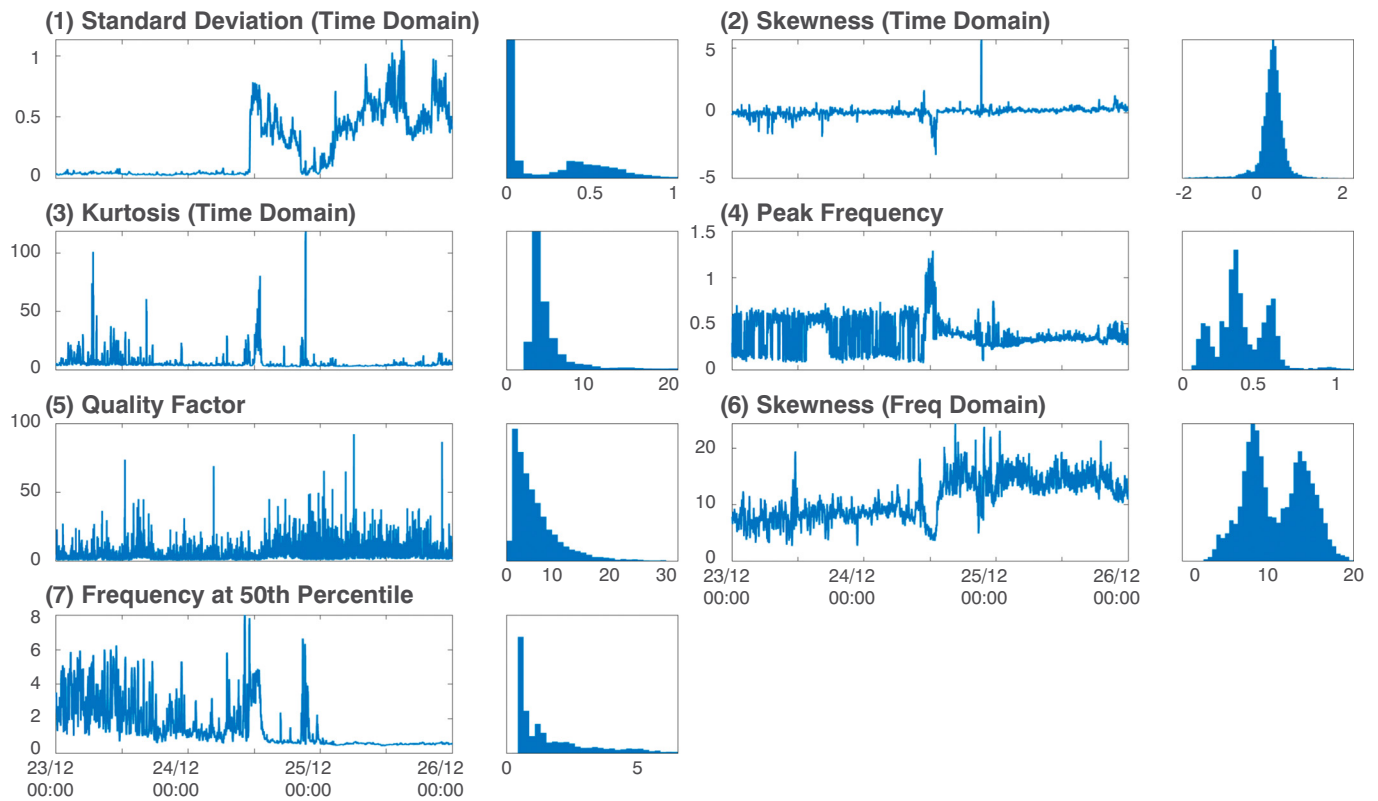 (1) Standard Deviation (Time Domain)
1
0.5
0
0 0.5 1
(2) Skewness (Time Domain)
5
0
-5
-2 0 2
(3) Kurtosis (Time Domain)
100
50
0
0 10 20
(4) Peak Frequency
1.5
1
0.5
0
0 0.5 1
(5) Quality Factor
100
50
0
0 10 20 30
(6) Skewness (Freq Domain)
20
10
0
23/12 24/12 25/12 26/12
00:00 00:00 00:00 00:00
0 10 20
(7) Frequency at 50th Percentile
8
6
4
2
0
23/12 24/12 25/12 26/12
00:00 00:00 00:00 00:00
0 5